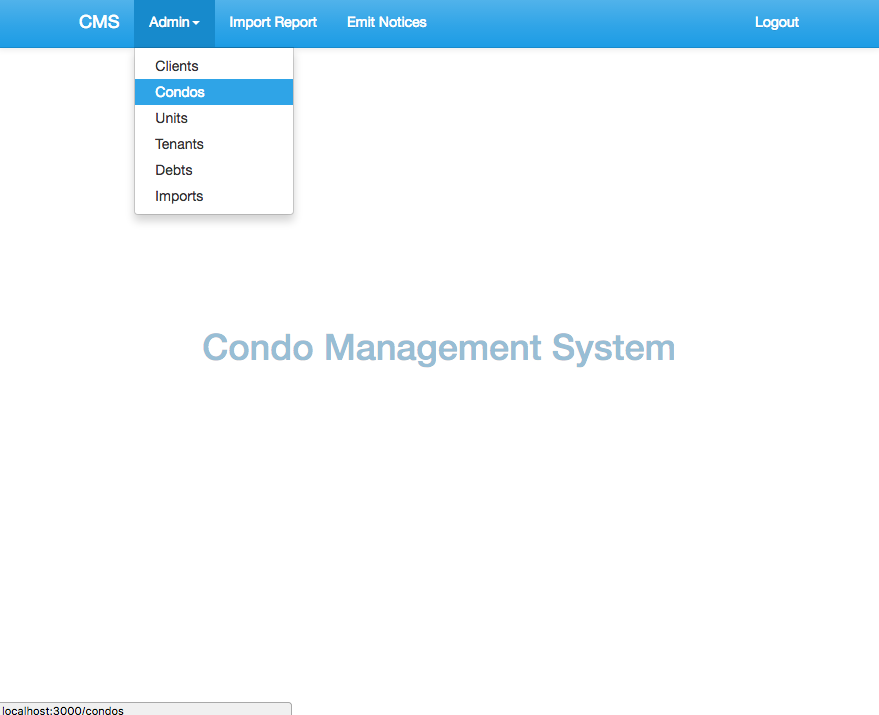 CMS Admin Import Report Emit Notices Logout
Clients
Condos
Units
Tenants
Debts
Imports
Condo Management System
localhost:3000/condos